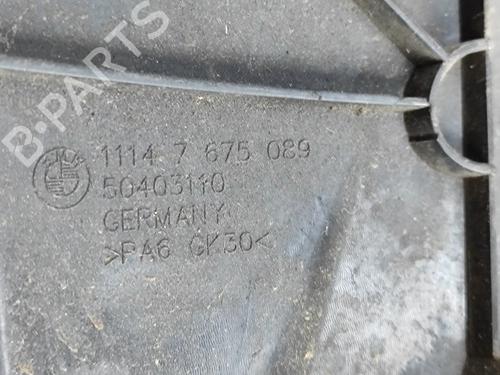 B-PARTS
1114 7 675 089
50403110
GERMANY
>PA6 GK30<